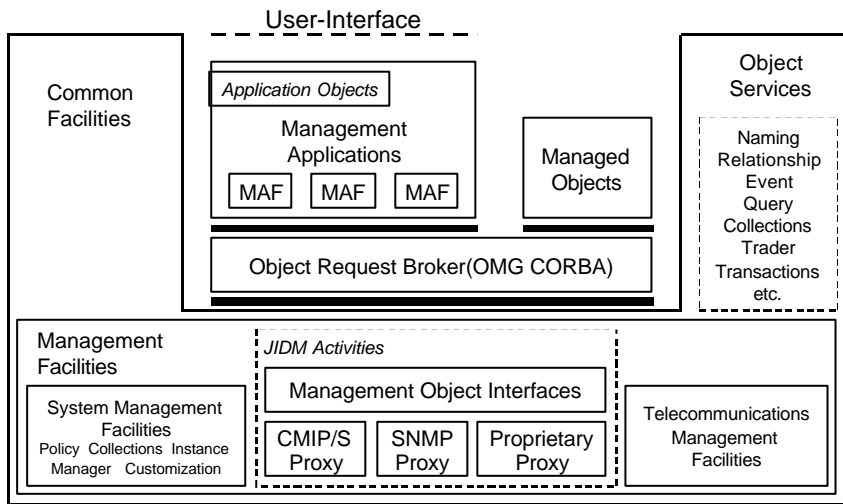 User-Interface
Common
Facilities
Application Objects
Management
Applications
MAF MAF MAF
Managed
Objects
Object
Services
Naming
Relationship
Event
Query
Collections
Trader
Transactions
etc.
Object Request Broker(OMG CORBA)
Management
Facilities
System Management
Facilities
Policy Collections Instance
Manager Customization
JIDM Activities
Management Object Interfaces
CMIP/S
Proxy
SNMP
Proxy
Proprietary
Proxy
Telecommunications
Management
Facilities